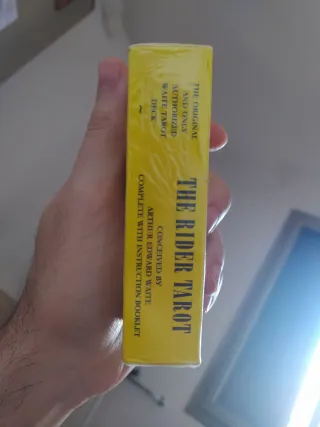 THE ORIGINAL
AND ONLY
AUTHORIZED
WAITE TAROT
DECK
~
THE RIDER TAROT
CONCEIVED BY
ARTHUR EDWARD WAITE
COMPLETE WITH INSTRUCTION BOOKLET